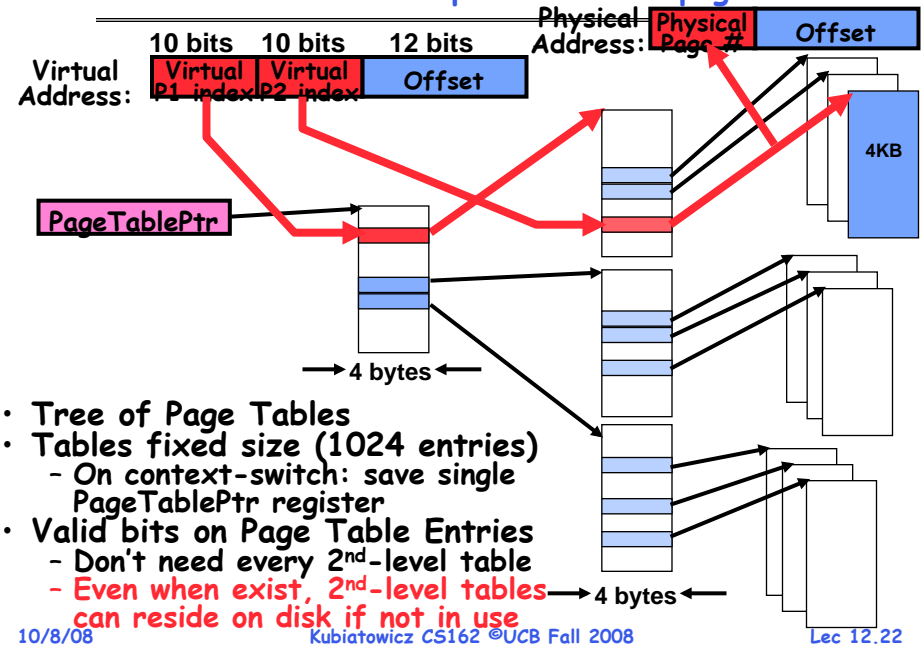 Physical Address:
Physical Page #
Offset
10 bits 10 bits 12 bits
Virtual Address:
Virtual P1 index
Virtual P2 index
Offset
4KB
PageTablePtr
4 bytes
• Tree of Page Tables
• Tables fixed size (1024 entries)
– On context-switch: save single
PageTablePtr register
• Valid bits on Page Table Entries
– Don't need every 2nd-level table
– Even when exist, 2nd-level tables
can reside on disk if not in use
4 bytes
10/8/08 Kubiatowicz CS162 ©UCB Fall 2008 Lec 12.22